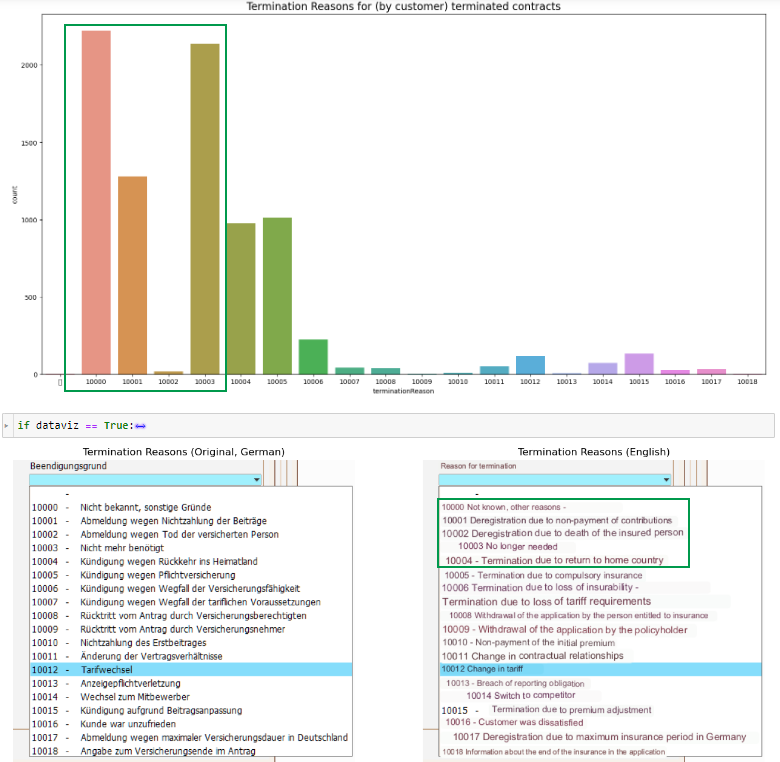 Termination Reasons for (by customer) terminated contracts
2000
1500
1000
500
0
count
10000 10001 10002 10003 10004 10005 10006 10007 10008 10009 10010 10011 10012 10013 10014 10015 10016 10017 10018
terminationReason
if dataviz == True:
Termination Reasons (Original, German)
Beendigungsgrund
-
10000 - Nicht bekannt, sonstige Gründe
10001 - Abmeldung wegen Nichtzahlung der Beiträge
10002 - Abmeldung wegen Tod der versicherten Person
10003 - Nicht mehr benötigt
10004 - Kündigung wegen Rückkehr ins Heimatland
10005 - Kündigung wegen Pflichtversicherung
10006 - Kündigung wegen Wegfall der Versicherungsfähigkeit
10007 - Kündigung wegen Wegfall der tariflichen Voraussetzungen
10008 - Rücktritt vom Antrag durch Versicherungsberechtigten
10009 - Rücktritt vom Antrag durch Versicherungsnehmer
10010 - Nichtzahlung des Erstbeitrages
10011 - Änderung der Vertragsverhältnisse
10012 - Tarifwechsel
10013 - Anzeigepflichtverletzung
10014 - Wechsel zum Mitbewerber
10015 - Kündigung aufgrund Beitragsanpassung
10016 - Kunde war unzufrieden
10017 - Abmeldung wegen maximaler Versicherungsdauer in Deutschland
10018 - Angabe zum Versicherungsende im Antrag
Termination Reasons (English)
Reason for termination
-
10000 Not known, other reasons -
10001 Deregistration due to non-payment of contributions
10002 Deregistration due to death of the insured person
10003 No longer needed
10004 - Termination due to return to home country
10005 - Termination due to compulsory insurance
10006 Termination due to loss of insurability -
Termination due to loss of tariff requirements
10008 Withdrawal of the application by the person entitled to insurance
10009 - Withdrawal of the application by the policyholder
10010 - Non-payment of the initial premium
10011 Change in contractual relationships
10012 Change in tariff
10013 - Breach of reporting obligation
10014 Switch to competitor
10015 - Termination due to premium adjustment
10016 - Customer was dissatisfied
10017 Deregistration due to maximum insurance period in Germany
10018 Information about the end of the insurance in the application